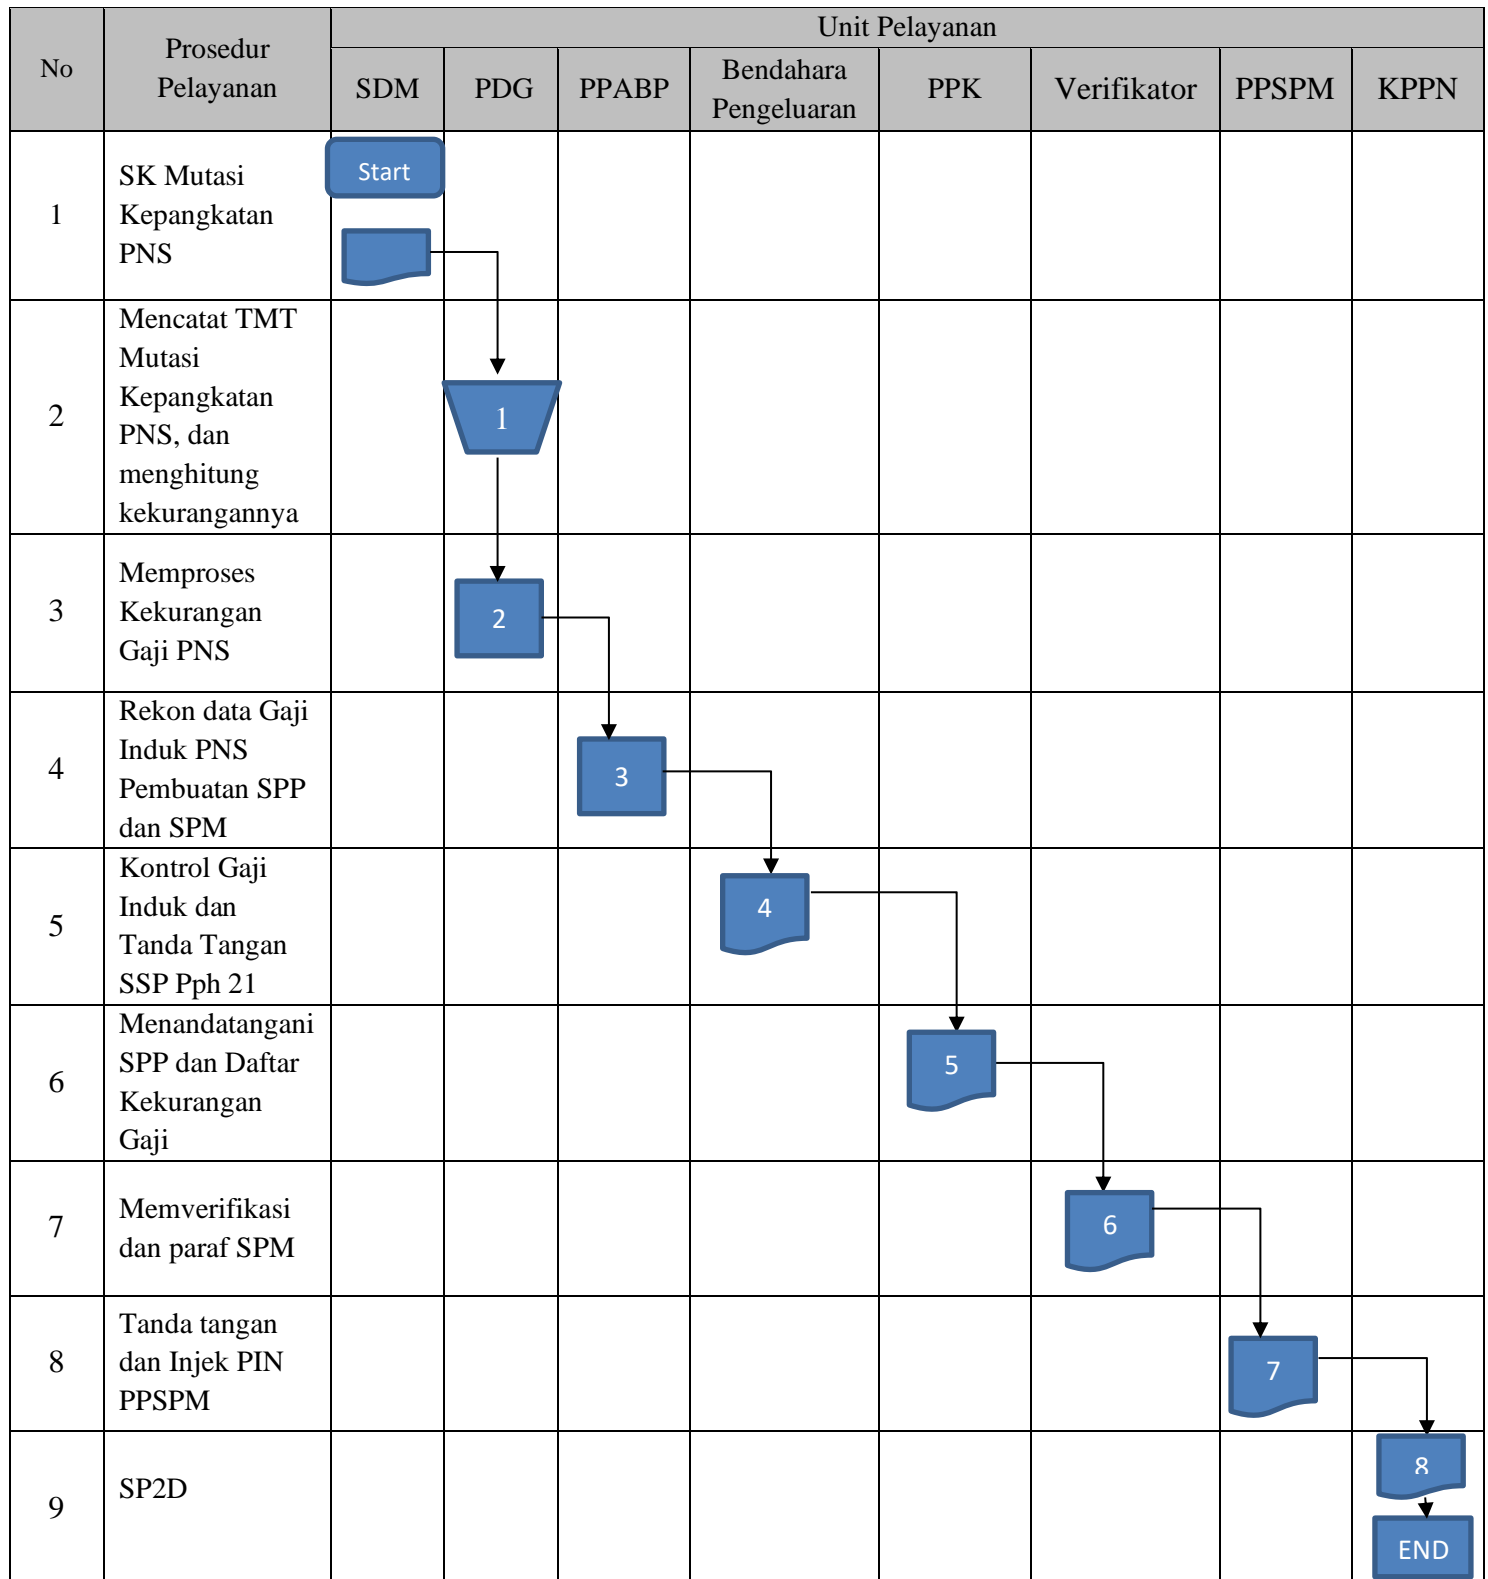 No
Prosedur
Pelayanan
Unit Pelayanan
SDM
PDG
PPABP
Bendahara
Pengeluaran
PPK
Verifikator
PPSPM
KPPN
1
SK Mutasi
Kepangkatan
PNS
Start
2
Mencatat TMT
Mutasi
Kepangkatan
PNS, dan
menghitung
kekurangannya
1
3
Memproses
Kekurangan
Gaji PNS
2
4
Rekon data Gaji
Induk PNS
Pembuatan SPP
dan SPM
3
5
Kontrol Gaji
Induk dan
Tanda Tangan
SSP Pph 21
4
6
Menandatangani
SPP dan Daftar
Kekurangan
Gaji
5
7
Memverifikasi
dan paraf SPM
6
8
Tanda tangan
dan Injek PIN
PPSPM
7
9
SP2D
8
END